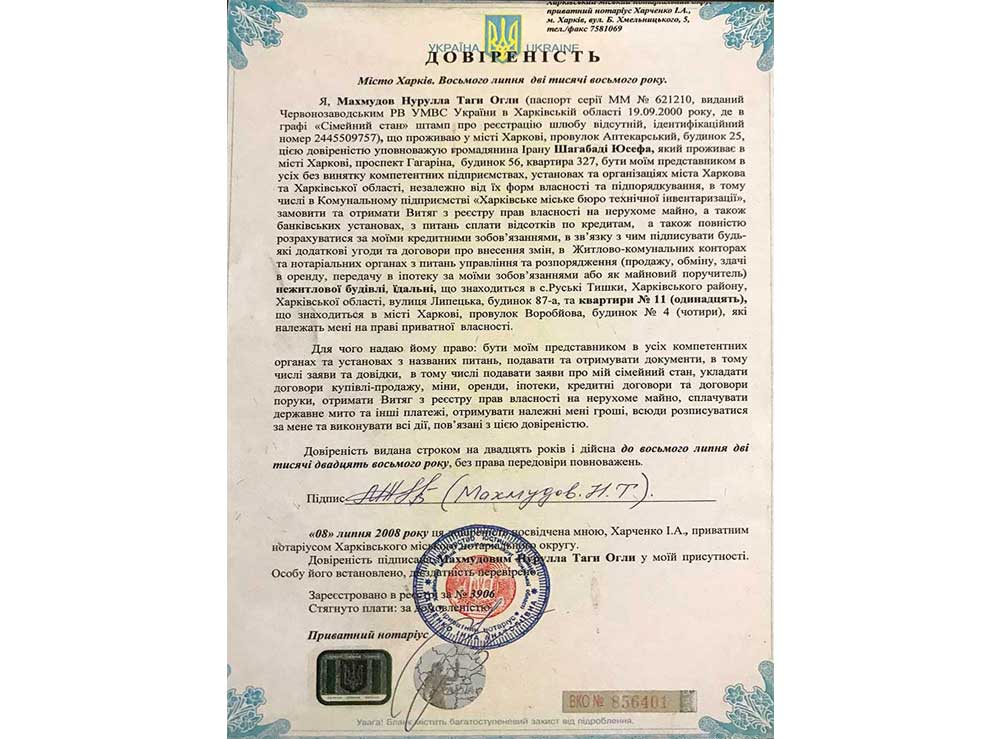 Харківський міський нотаріальний округ
приватний нотаріус Харченко І.А.,
м. Харків, вул. Б. Хмельницького, 5,
тел./факс 7581069
УКРАЇНА UKRAINE
ДОВІРЕНІСТЬ
Місто Харків. Восьмого липня дві тисячі восьмого року.
Я, Махмудов Нурулла Таги Огли (паспорт серії ММ № 621210, виданий
Червонозаводським РВ УМВС України в Харківській області 19.09.2000 року, де в
графі «Сімейний стан» штамп про реєстрацію шлюбу відсутній, ідентифікаційний
номер 2445509757), що проживаю у місті Харкові, провулок Аптекарський, будинок 25,
цією довіреністю уповноважую громадянина Ірану Шагабаді Юсефа, який проживає в
місті Харкові, проспект Гагаріна, будинок 56, квартира 327, бути моїм представником в
усіх без винятку компетентних підприємствах, установах та організаціях міста Харкова
та Харківської області, незалежно від їх форм власності та підпорядкування, в тому
числі в Комунальному підприємстві «Харківське міське бюро технічної інвентаризації»,
замовити та отримати Витяг з реєстру прав власності на нерухоме майно, а також
банківських установах, з питань сплати відсотків по кредитам, а також повністю
розрахуватися за моїми кредитними зобов'язаннями, в зв'язку з чим підписувати будь-
які додаткові угоди та договори про внесення змін, в Житлово-комунальних конторах
та нотаріальних органах з питань управління та розпорядження (продажу, обміну, здачі
в оренду, передачу в іпотеку за моїми зобов'язаннями або як майновий поручитель)
нежитлової будівлі, їдальні, що знаходиться в с.Руські Тишки, Харківського району,
Харківської області, вулиця Липецька, будинок 87-а, та квартири № 11 (одинадцять),
що знаходиться в місті Харкові, провулок Воробйова, будинок № 4 (чотири), які
належать мені на праві приватної власності.
Для чого надаю йому право: бути моїм представником в усіх компетентних
органах та установах з названих питань, подавати та отримувати документи, в тому
числі заяви та довідки, в тому числі подавати заяви про мій сімейний стан, укладати
договори купівлі-продажу, міни, оренди, іпотеки, кредитні договори та договори
поруки, отримати Витяг з реєстру прав власності на нерухоме майно, сплачувати
державне мито та інші платежі, отримувати належні мені гроші, всюди розписуватися
за мене та виконувати всі дії, пов'язані з цією довіреністю.
Довіреність видана строком на двадцять років і дійсна до восьмого липня дві
тисячі двадцять восьмого року, без права передовіри повноважень.
Підпис (Махмудов.Н.Т).
«08» липня 2008 року ця довіреність посвідчена мною, Харченко І.А., приватним
нотаріусом Харківського міського нотаріального округу.
Довіреність підписана Махмудовим Нурулла Таги Огли у моїй присутності.
Особу його встановлено, дієздатність перевірено.
Зареєстровано в реєстрі за № 3906
Стягнуто плати: за домовленістю
Приватний нотаріус
ВКО № 856401
Увага! Бланк містить багатоступеневий захист від підроблення.